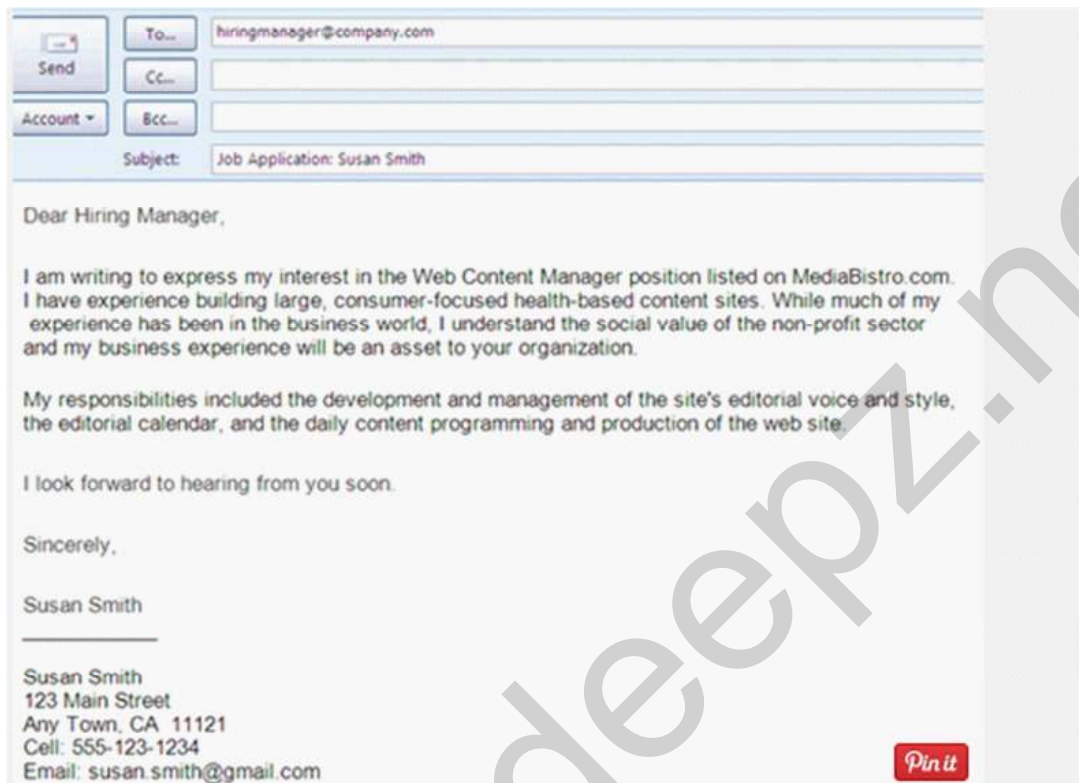 To...
hiringmanager@company.com
Send
Cc...
Account
Bcc...
Subject:
Job Application: Susan Smith
Dear Hiring Manager,
I am writing to express my interest in the Web Content Manager position listed on MediaBistro.com.
I have experience building large, consumer-focused health-based content sites. While much of my
experience has been in the business world, I understand the social value of the non-profit sector
and my business experience will be an asset to your organization.
My responsibilities included the development and management of the site's editorial voice and style,
the editorial calendar, and the daily content programming and production of the web site.
I look forward to hearing from you soon.
Sincerely,
Susan Smith
Susan Smith
123 Main Street
Any Town, CA 11121
Cell: 555-123-1234
Email: susan.smith@gmail.com
Pin it